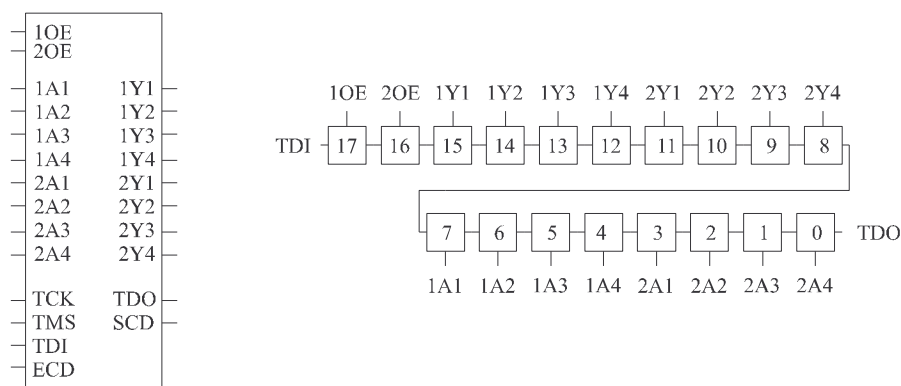 1OE
2OE
1A1 1Y1
1A2 1Y2
1A3 1Y3
1A4 1Y4
2A1 2Y1
2A2 2Y2
2A3 2Y3
2A4 2Y4
TCK TDO
TMS SCD
TDI
ECD
1OE 2OE 1Y1 1Y2 1Y3 1Y4 2Y1 2Y2 2Y3 2Y4
TDI 17 16 15 14 13 12 11 10 9 8
7 6 5 4 3 2 1 0 TDO
1A1 1A2 1A3 1A4 2A1 2A2 2A3 2A4